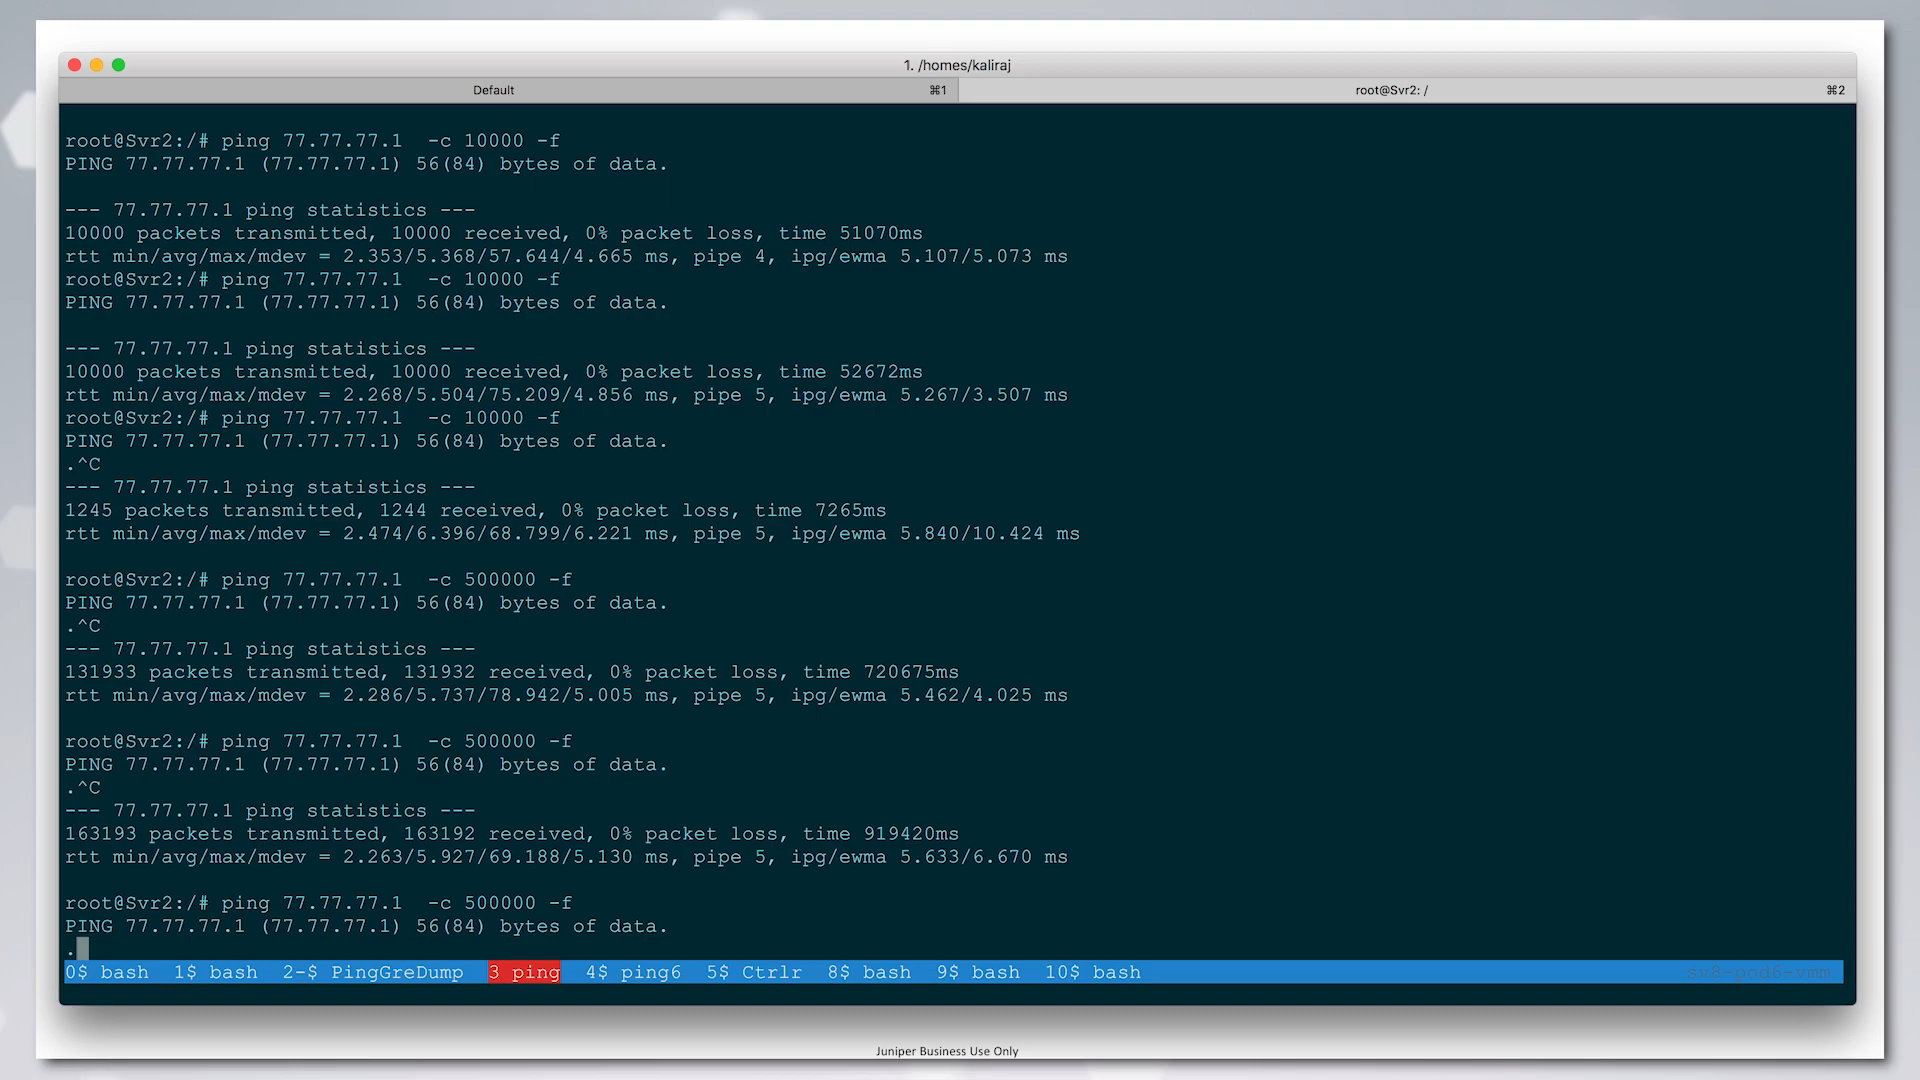 1. /homes/kaliraj
Default ⌘1 root@Svr2: / ⌘2
root@Svr2:/# ping 77.77.77.1  -c 10000 -f
PING 77.77.77.1 (77.77.77.1) 56(84) bytes of data.
--- 77.77.77.1 ping statistics ---
10000 packets transmitted, 10000 received, 0% packet loss, time 51070ms
rtt min/avg/max/mdev = 2.353/5.368/57.644/4.665 ms, pipe 4, ipg/ewma 5.107/5.073 ms
root@Svr2:/# ping 77.77.77.1  -c 10000 -f
PING 77.77.77.1 (77.77.77.1) 56(84) bytes of data.
--- 77.77.77.1 ping statistics ---
10000 packets transmitted, 10000 received, 0% packet loss, time 52672ms
rtt min/avg/max/mdev = 2.268/5.504/75.209/4.856 ms, pipe 5, ipg/ewma 5.267/3.507 ms
root@Svr2:/# ping 77.77.77.1  -c 10000 -f
PING 77.77.77.1 (77.77.77.1) 56(84) bytes of data.
.^C
--- 77.77.77.1 ping statistics ---
1245 packets transmitted, 1244 received, 0% packet loss, time 7265ms
rtt min/avg/max/mdev = 2.474/6.396/68.799/6.221 ms, pipe 5, ipg/ewma 5.840/10.424 ms
root@Svr2:/# ping 77.77.77.1  -c 500000 -f
PING 77.77.77.1 (77.77.77.1) 56(84) bytes of data.
.^C
--- 77.77.77.1 ping statistics ---
131933 packets transmitted, 131932 received, 0% packet loss, time 720675ms
rtt min/avg/max/mdev = 2.286/5.737/78.942/5.005 ms, pipe 5, ipg/ewma 5.462/4.025 ms
root@Svr2:/# ping 77.77.77.1  -c 500000 -f
PING 77.77.77.1 (77.77.77.1) 56(84) bytes of data.
.^C
--- 77.77.77.1 ping statistics ---
163193 packets transmitted, 163192 received, 0% packet loss, time 919420ms
rtt min/avg/max/mdev = 2.263/5.927/69.188/5.130 ms, pipe 5, ipg/ewma 5.633/6.670 ms
root@Svr2:/# ping 77.77.77.1  -c 500000 -f
PING 77.77.77.1 (77.77.77.1) 56(84) bytes of data.
.
0$ bash  1$ bash  2-$ PingGreDump  3 ping  4$ ping6  5$ Ctrlr  8$ bash  9$ bash  10$ bash  sv8-pod6-vmm
Juniper Business Use Only